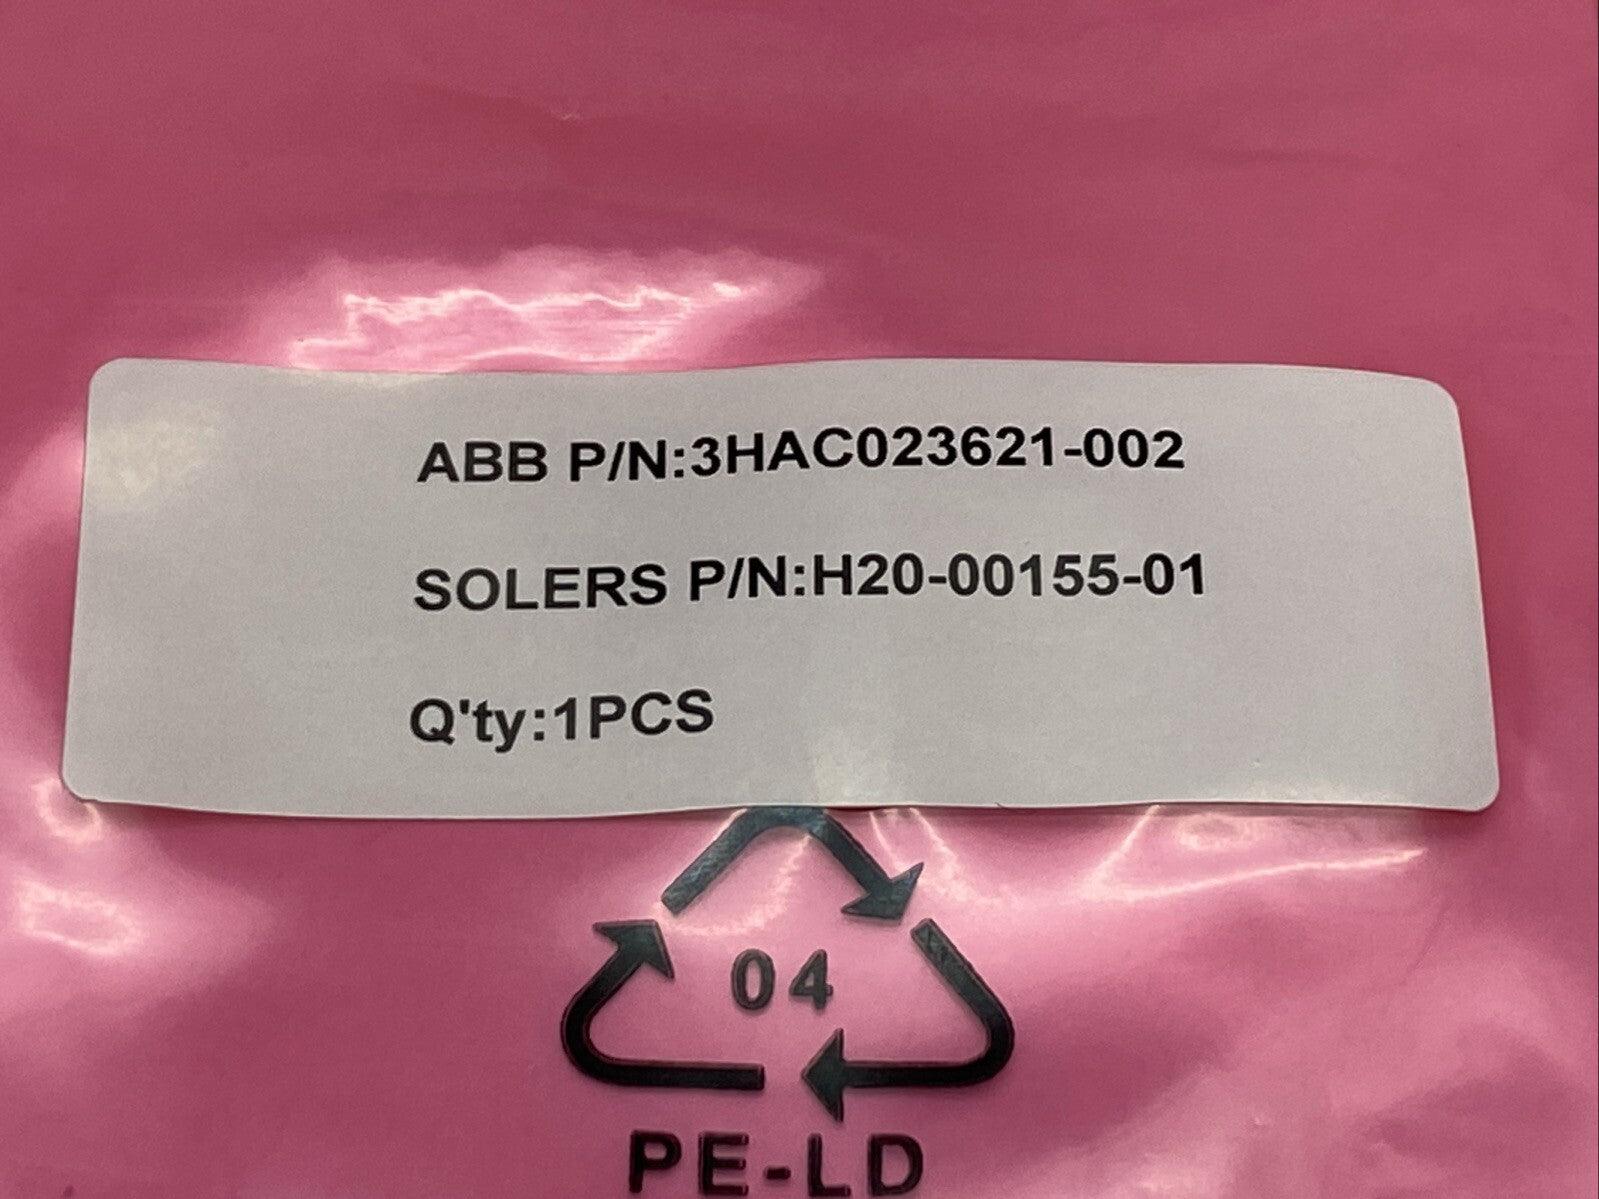 ABB P/N:3HAC023621-002
SOLERS P/N:H20-00155-01
Q'ty:1PCS
04
PE-LD